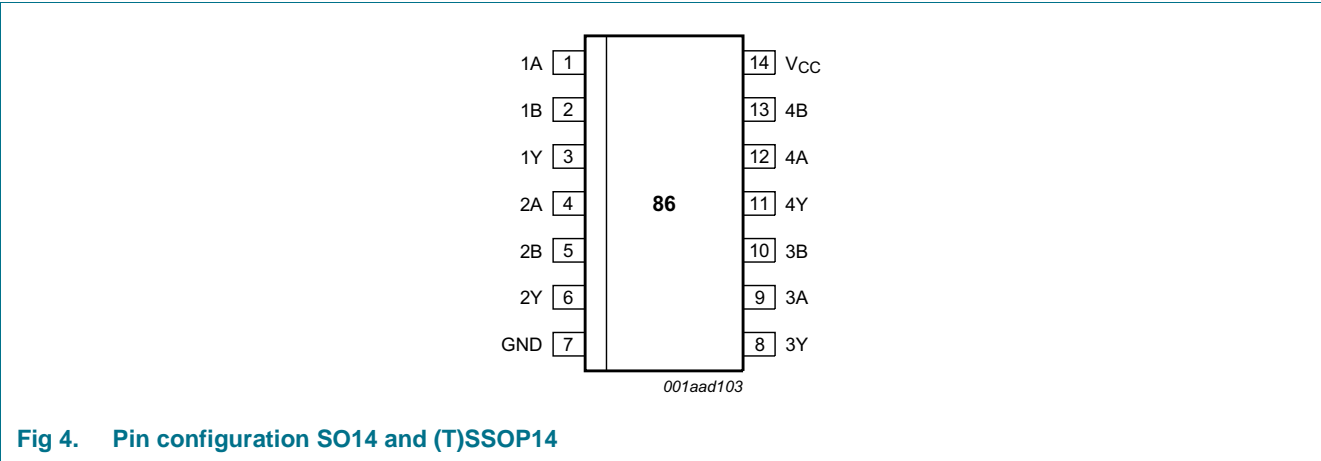 1A 1 14 VCC
1B 2 13 4B
1Y 3 12 4A
2A 4 86 11 4Y
2B 5 10 3B
2Y 6 9 3A
GND 7 8 3Y
001aad103
Fig 4. Pin configuration SO14 and (T)SSOP14